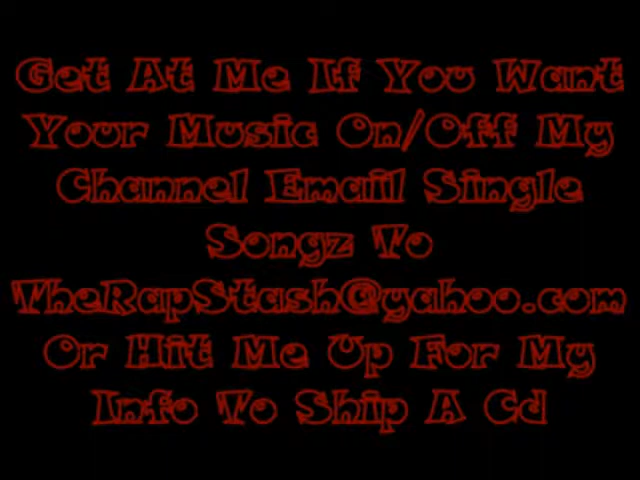 Get At Me If You Want
Your Music On/Off My
Channel Email Single
Songz To
TheRapStash@yahoo.com
Or Hit Me Up For My
Info To Ship A Cd